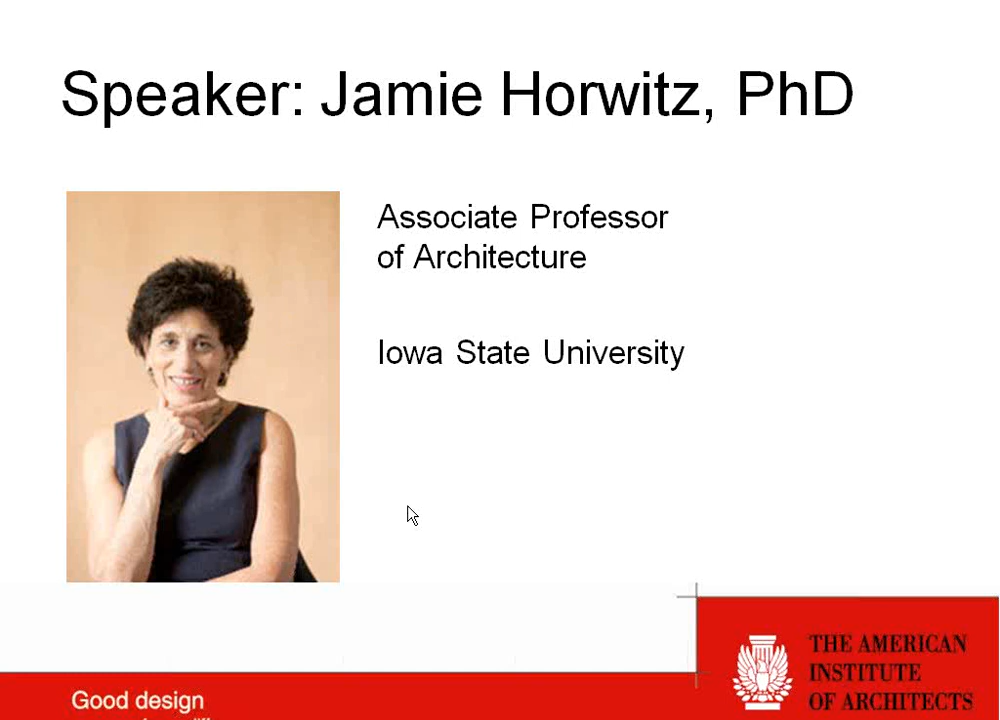 Speaker: Jamie Horwitz, PhD
Associate Professor
of Architecture
Iowa State University
Good design
THE AMERICAN
INSTITUTE
OF ARCHITECTS